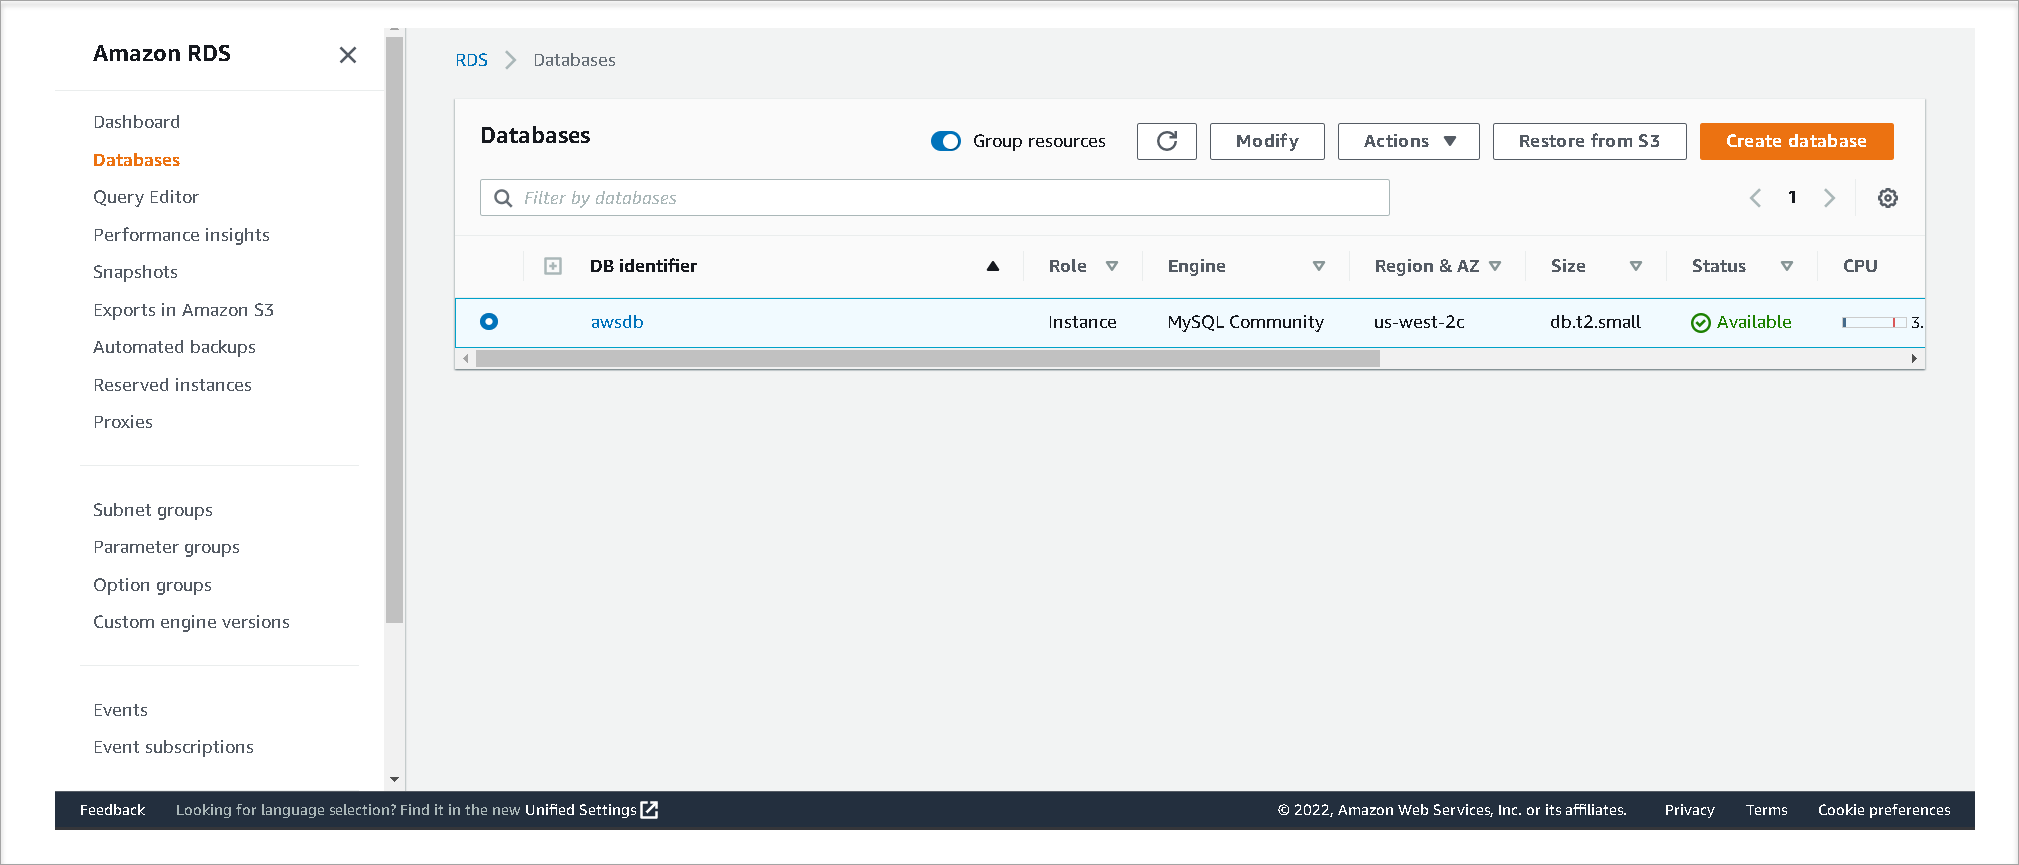 Amazon RDS
Dashboard
Databases
Query Editor
Performance insights
Snapshots
Exports in Amazon S3
Automated backups
Reserved instances
Proxies
Subnet groups
Parameter groups
Option groups
Custom engine versions
Events
Event subscriptions
RDS > Databases
Databases
Group resources
Modify
Actions
Restore from S3
Create database
Filter by databases
1
DB identifier Role Engine Region & AZ Size Status CPU
awsdb Instance MySQL Community us-west-2c db.t2.small Available 3.
Feedback Looking for language selection? Find it in the new Unified Settings © 2022, Amazon Web Services, Inc. or its affiliates. Privacy Terms Cookie preferences